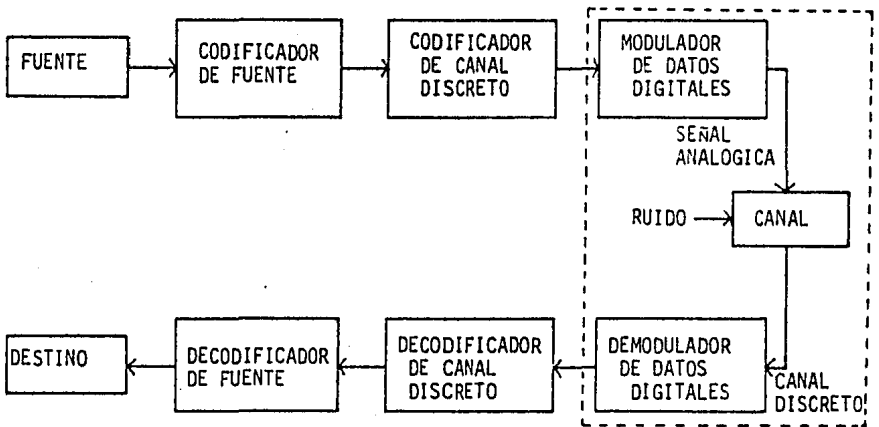 FUENTE
CODIFICADOR
DE FUENTE
CODIFICADOR
DE CANAL
DISCRETO
MODULADOR
DE DATOS
DIGITALES
SEÑAL
ANALOGICA
RUIDO
CANAL
DESTINO
DECODIFICADOR
DE FUENTE
DECODIFICADOR
DE CANAL
DISCRETO
DEMODULADOR
DE DATOS
DIGITALES
CANAL
DISCRETO